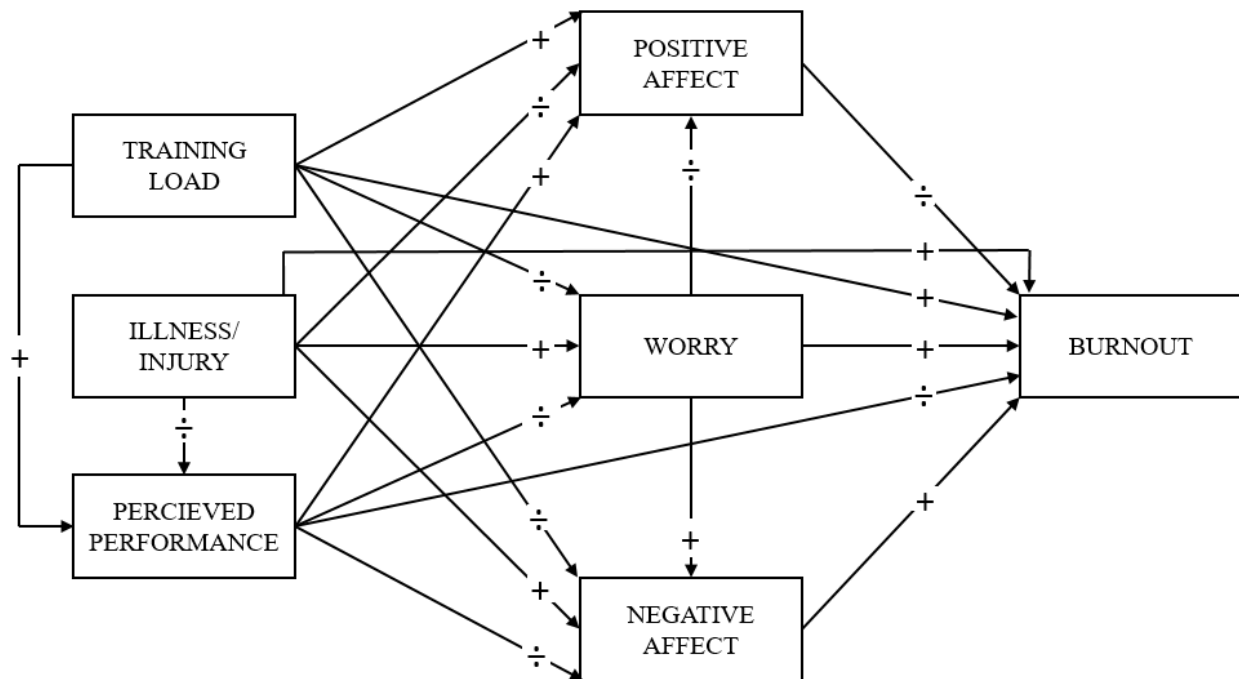 POSITIVE
AFFECT
TRAINING
LOAD
ILLNESS/
INJURY
WORRY
BURNOUT
PERCIEVED
PERFORMANCE
NEGATIVE
AFFECT
+
÷
+
÷
÷
+
÷
+
+
+
÷
+
÷
÷
+
÷
+
+
÷